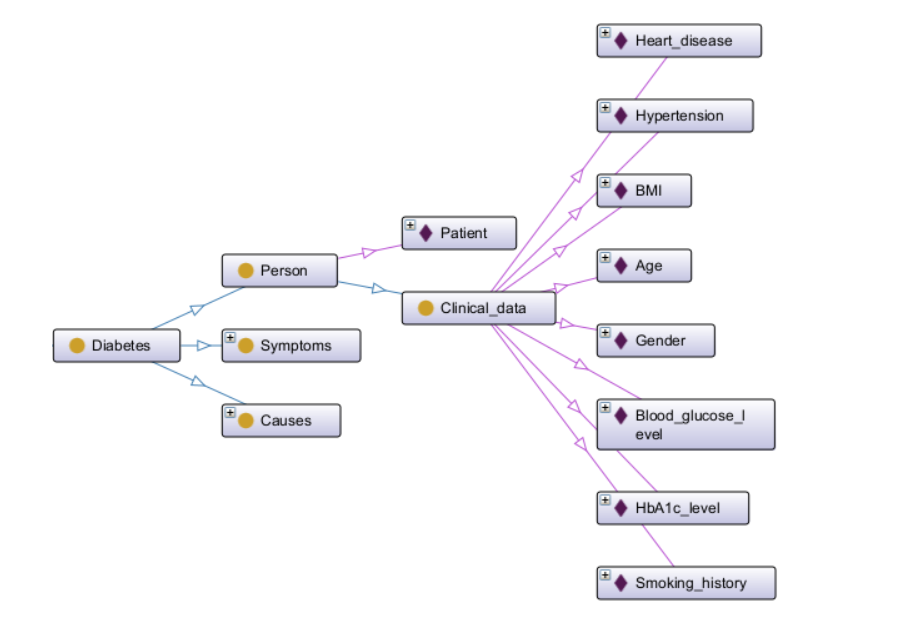 Heart_disease
Hypertension
BMI
Patient
Age
Person
Clinical_data
Diabetes
Symptoms
Gender
Causes
Blood_glucose_l
evel
HbA1c_level
Smoking_history